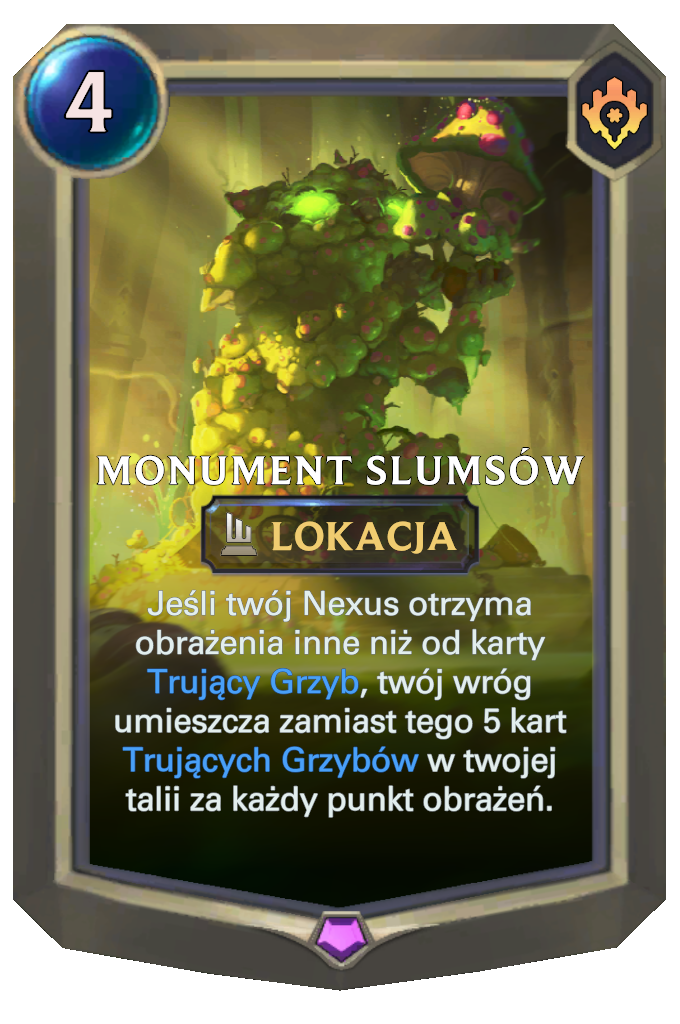 4
MONUMENT SLUMSÓW
LOKACJA
Jeśli twój Nexus otrzyma
obrażenia inne niż od karty
Trujący Grzyb, twój wróg
umieszcza zamiast tego 5 kart
Trujących Grzybów w twojej
talii za każdy punkt obrażeń.